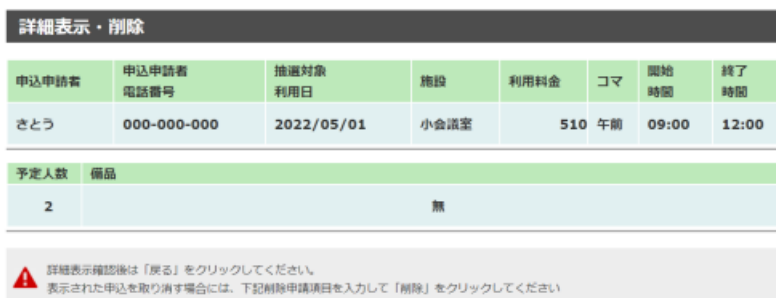 詳細表示・削除
申込申請者 申込申請者 電話番号 抽選対象 利用日 施設 利用料金 コマ 開始 時間 終了 時間
さとう 000-000-000 2022/05/01 小会議室 510 午前 09:00 12:00
予定人数 備品
2 無
詳細表示確認後は「戻る」をクリックしてください。
表示された申込を取り消す場合には、下記削除申請項目を入力して「削除」をクリックしてください